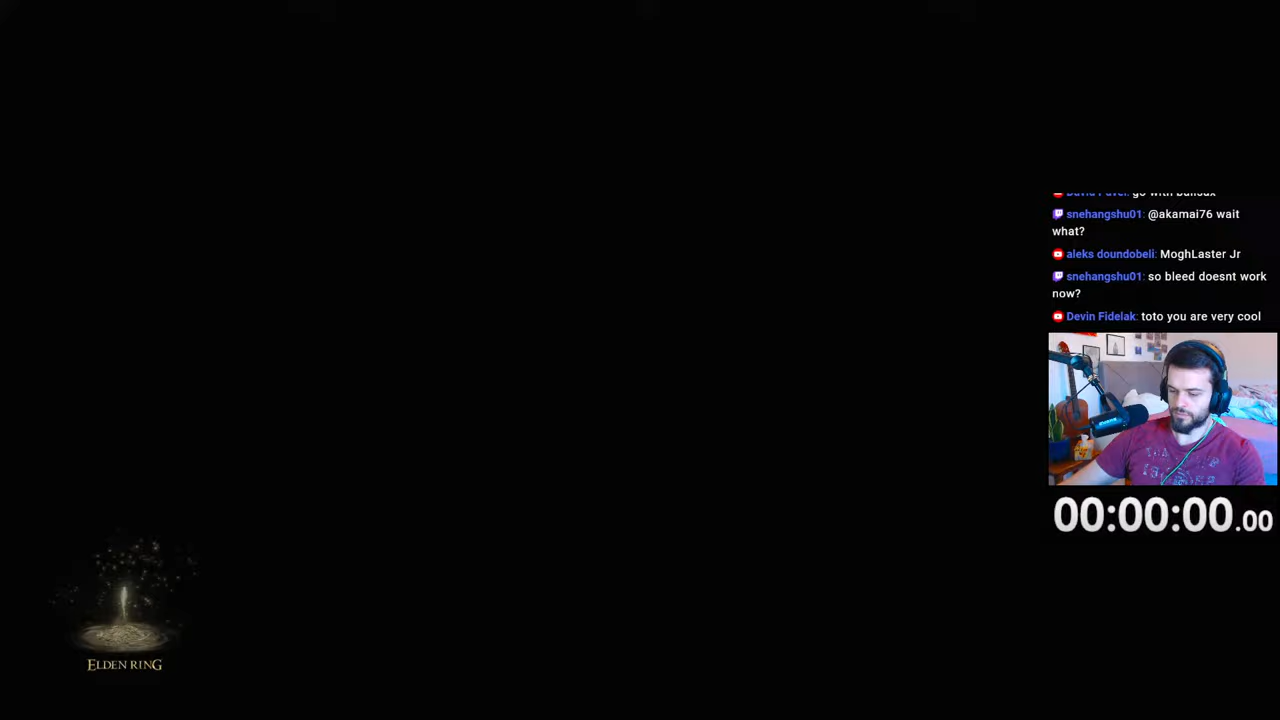 snehangshu01: @akamai76 wait
what?
aleks doundobeli: MoghLaster Jr
snehangshu01: so bleed doesnt work
now?
Devin Fidelak: toto you are very cool
00:00:00.00
ELDEN RING